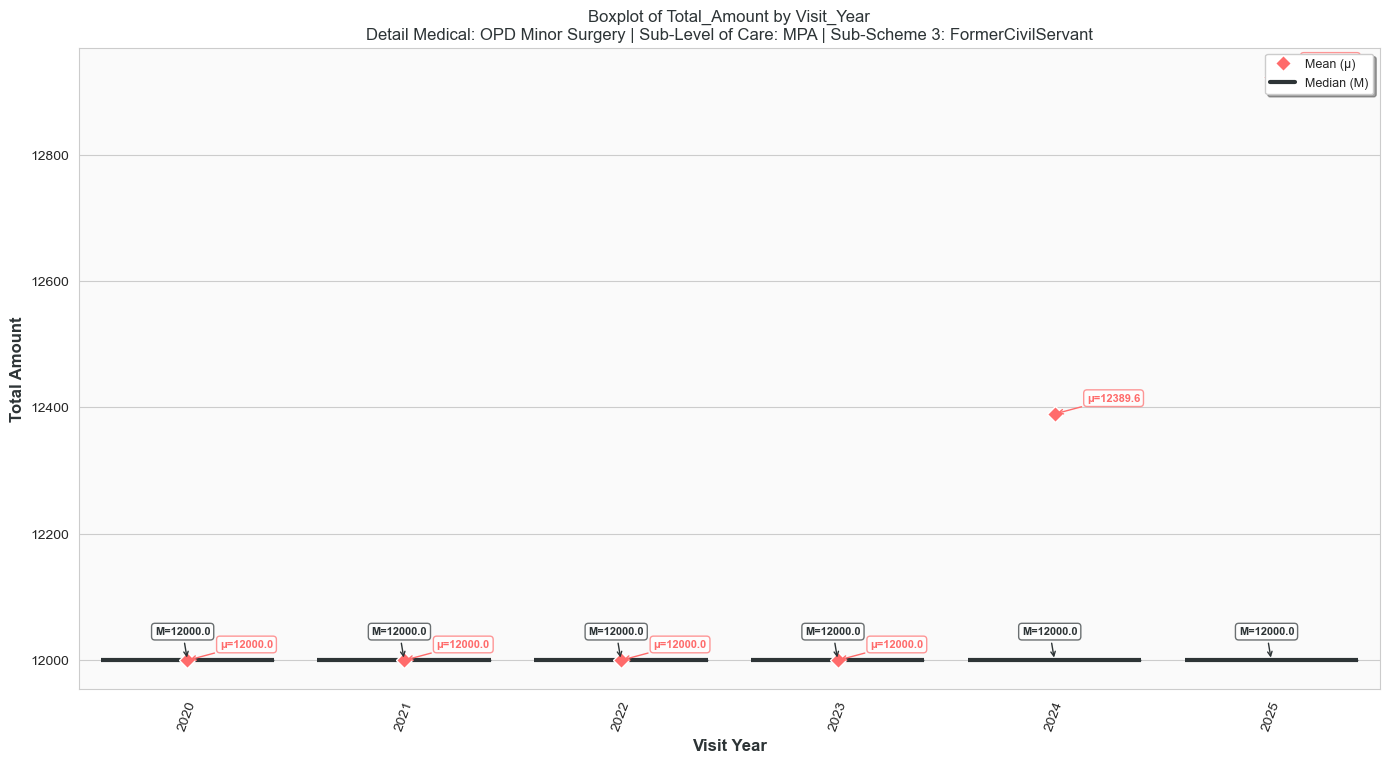 Boxplot of Total_Amount by Visit_Year
Detail Medical: OPD Minor Surgery | Sub-Level of Care: MPA | Sub-Scheme 3: FormerCivilServant
Mean (μ)
Median (M)
Total Amount
12800
12600
12400
12200
12000
μ=12389.6
M=12000.0
μ=12000.0
M=12000.0
μ=12000.0
M=12000.0
μ=12000.0
M=12000.0
μ=12000.0
M=12000.0
M=12000.0
2020
2021
2022
2023
2024
2025
Visit Year